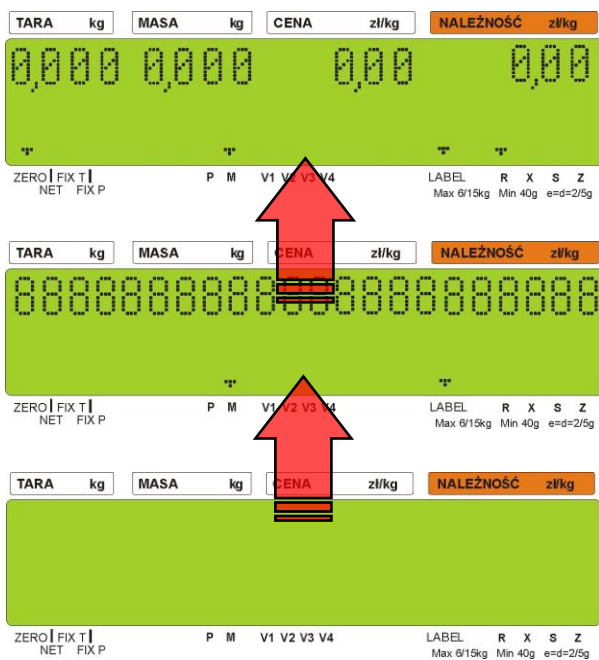 TARA kg MASA kg CENA zł/kg NALEŻNOŚĆ zł/kg
0,000 0,000 0,00 0,00
ZERO FIX T P M V1 V2 V3 V4 LABEL R X S Z
NET FIX P Max 6/15kg Min 40g e=d=2/5g
TARA kg MASA kg CENA zł/kg NALEŻNOŚĆ zł/kg
8888888888888888888888
ZERO FIX T P M V1 V2 V3 V4 LABEL R X S Z
NET FIX P Max 6/15kg Min 40g e=d=2/5g
TARA kg MASA kg CENA zł/kg NALEŻNOŚĆ zł/kg
ZERO FIX T P M V1 V2 V3 V4 LABEL R X S Z
NET FIX P Max 6/15kg Min 40g e=d=2/5g